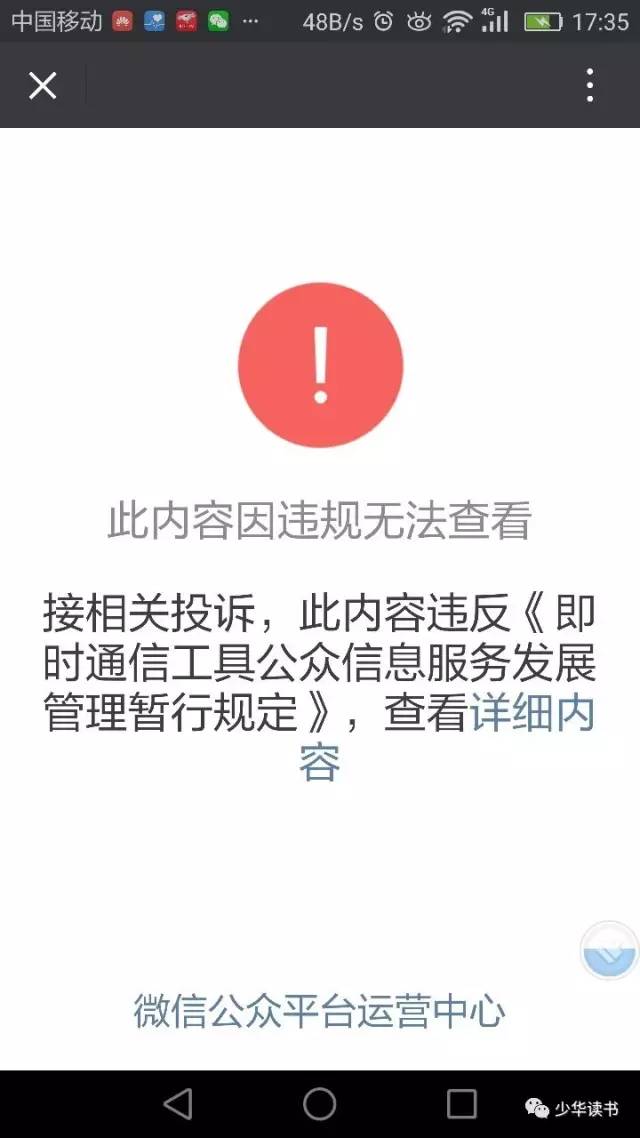 中国移动 ··· 48B/s 4G 17:35
此内容因违规无法查看
接相关投诉，此内容违反《即
时通信工具公众信息服务发展
管理暂行规定》，查看详细内
容
微信公众平台运营中心
少华读书